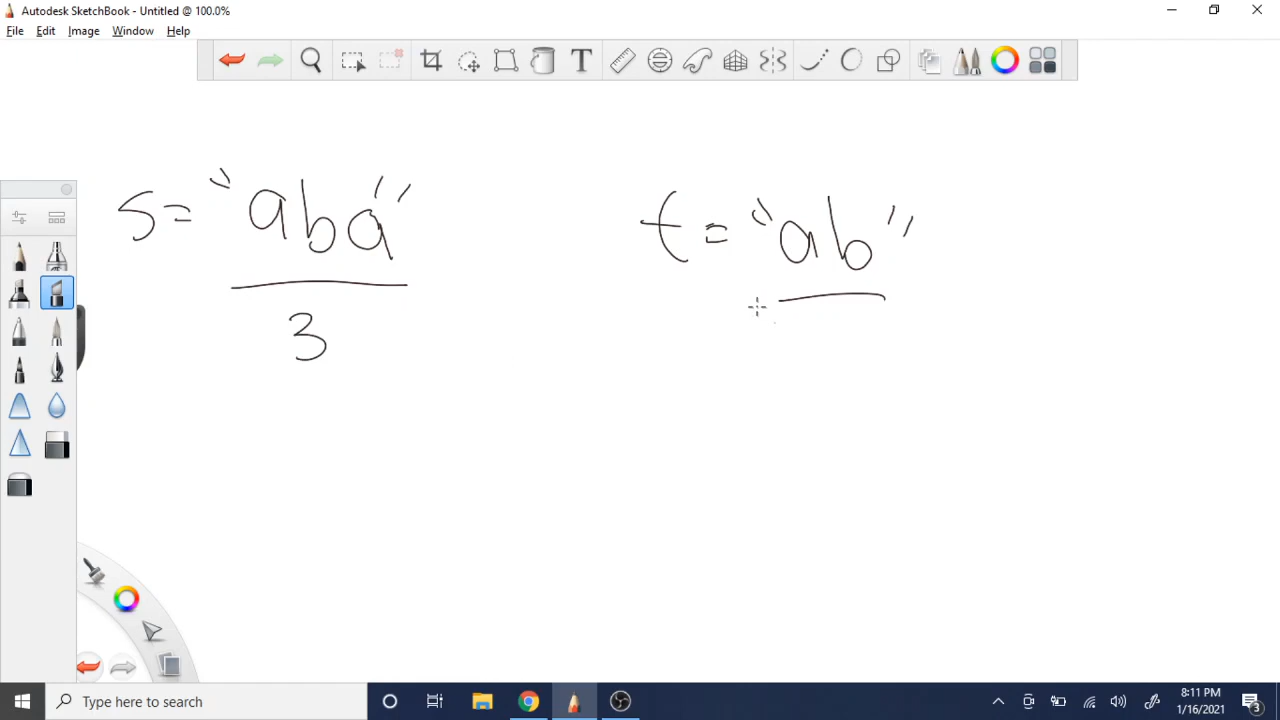 Autodesk SketchBook - Untitled @ 100.0%
File Edit Image Window Help
T
s= "aba"
t= "ab"
3
Type here to search
8:11 PM
1/16/2021
3